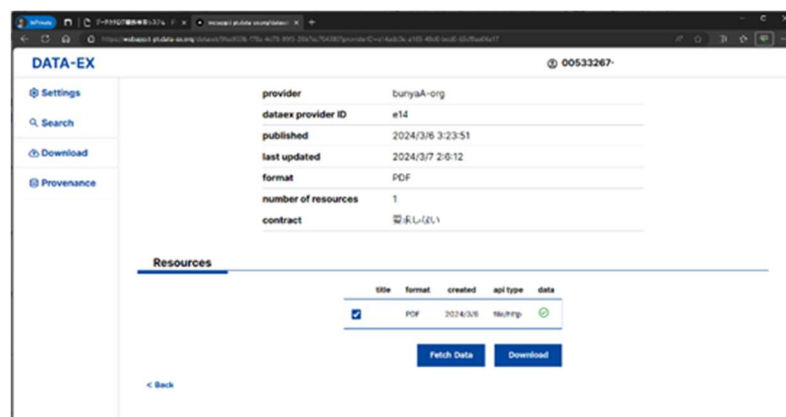 InPrivate
DATA-EX
00533267-
Settings
Search
Download
Provenance
provider bunyaA-org
dataex provider ID e14
published 2024/3/6 3:23:51
last updated 2024/3/7 2:6:12
format PDF
number of resources 1
contract 要求しない
Resources
title format created api type data
PDF 2024/3/6 file/http
Fetch Data Download
< Back